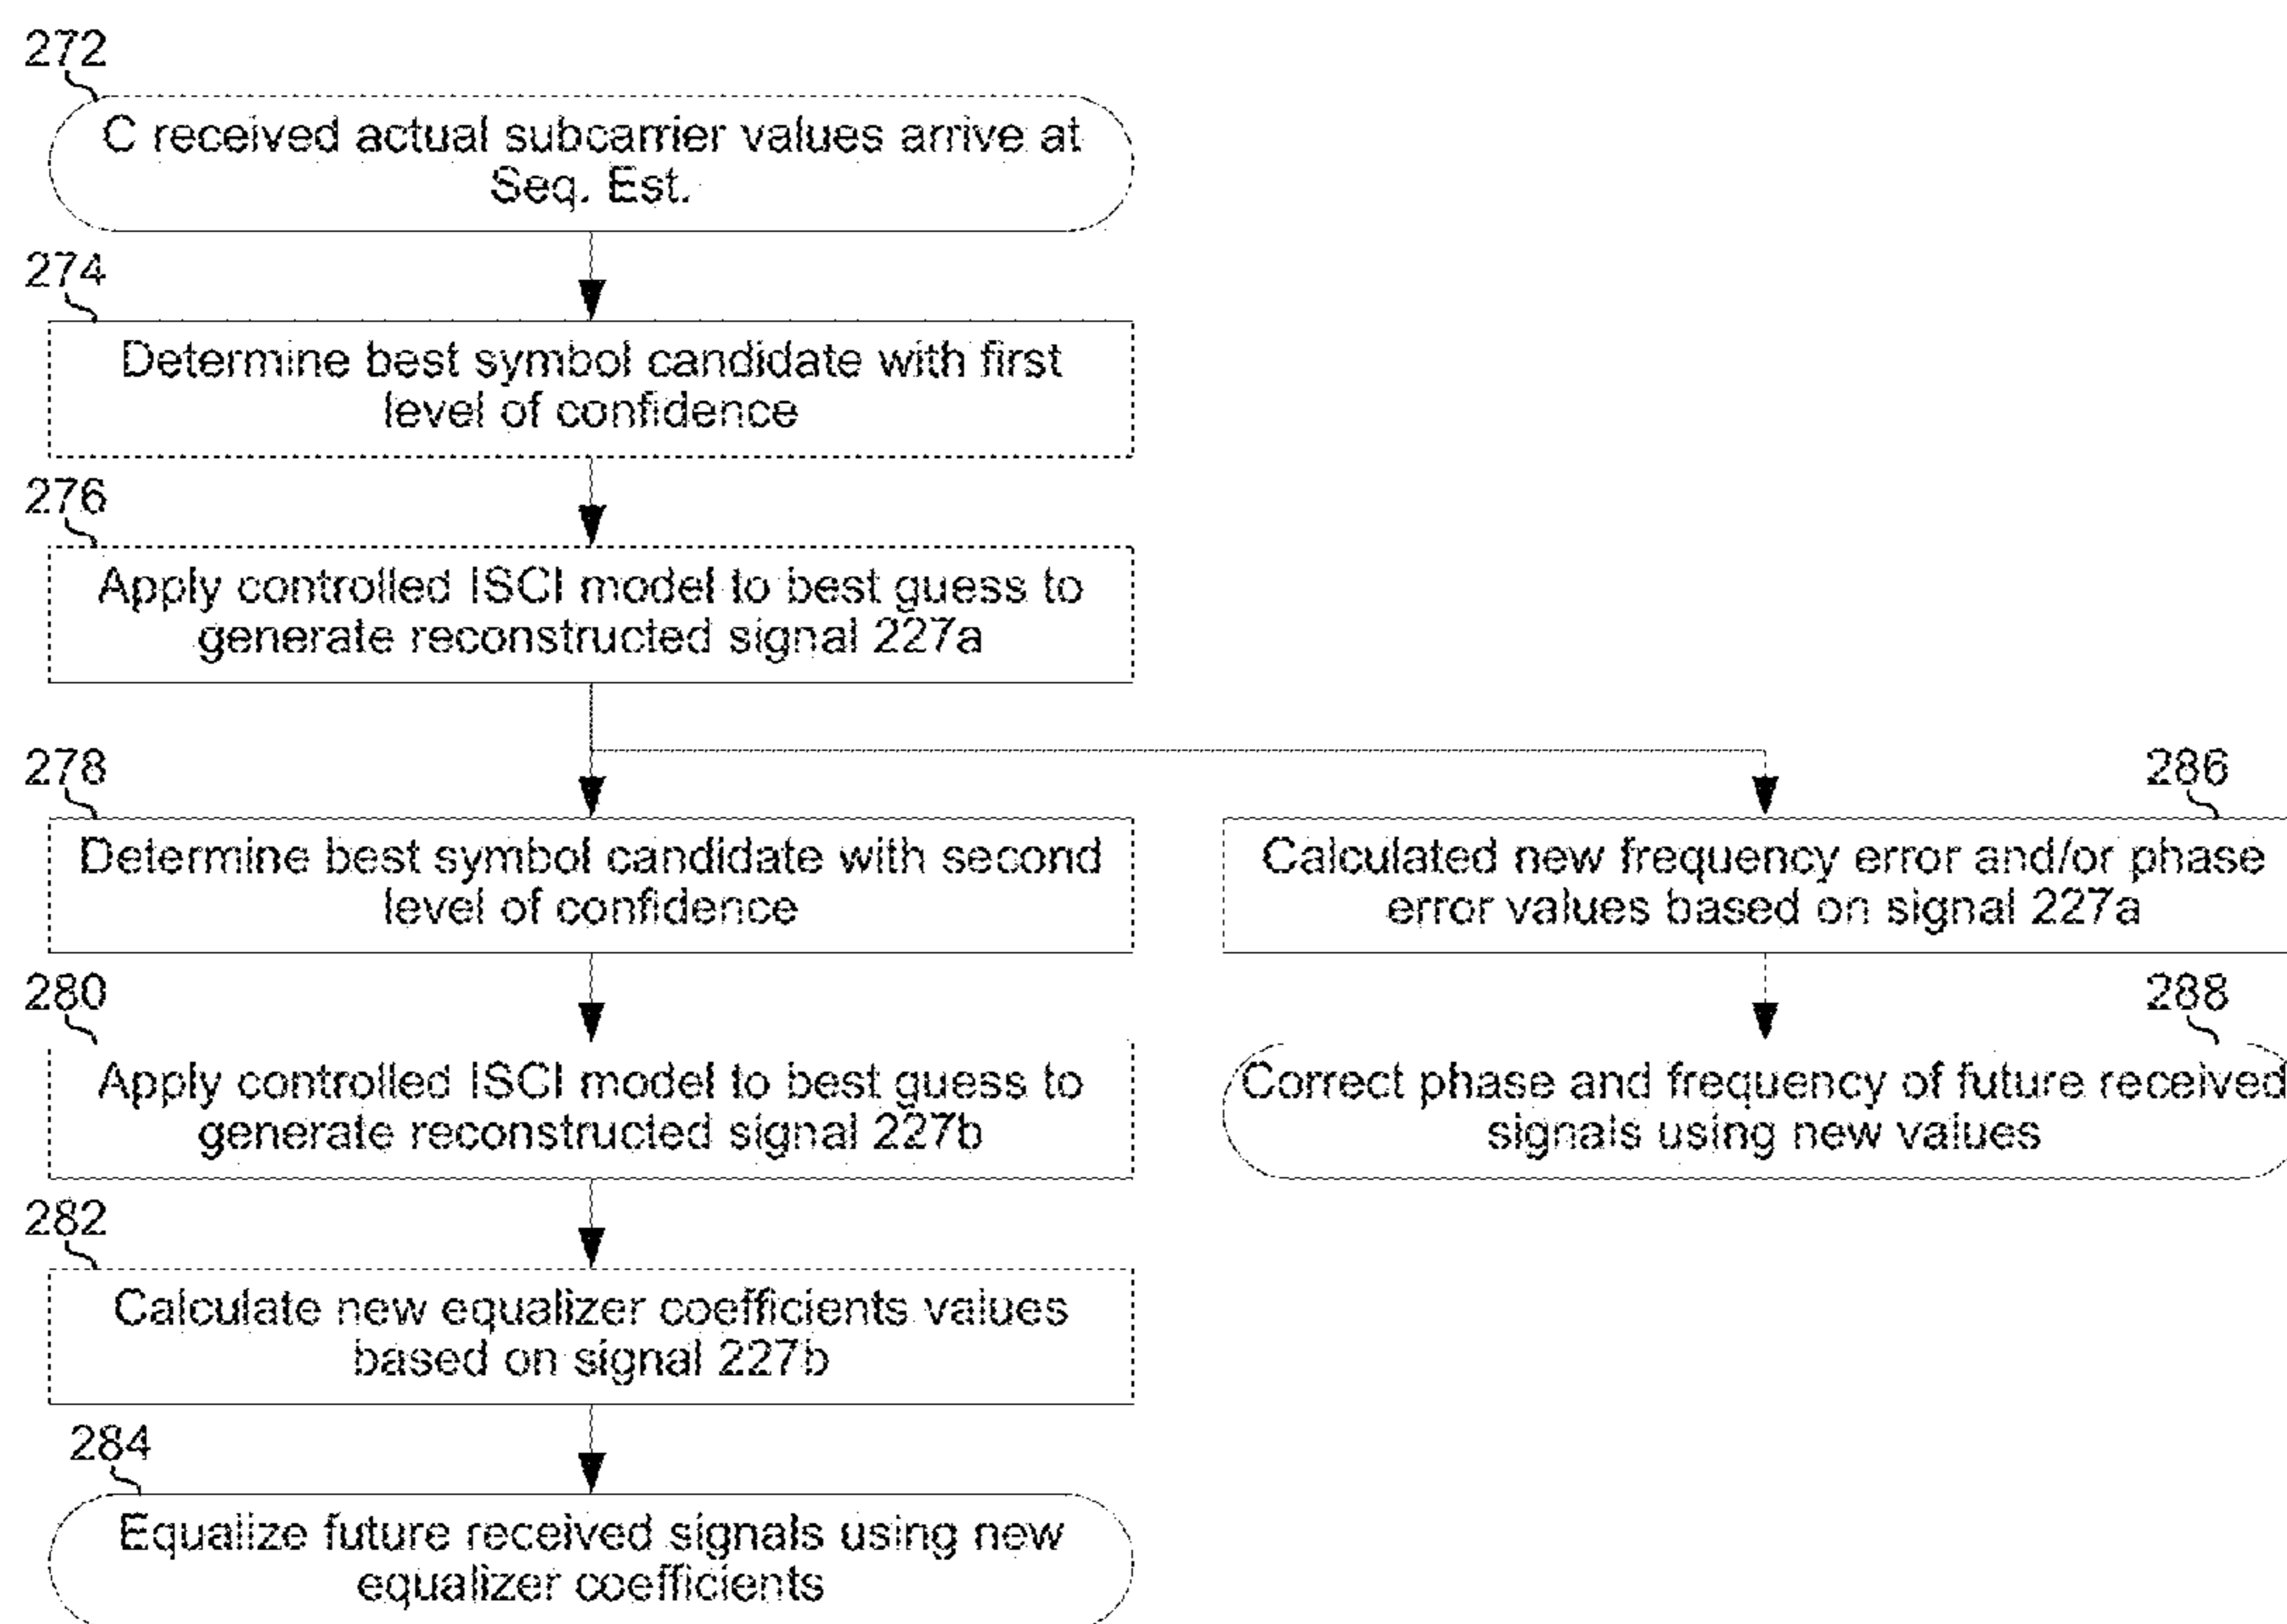 272
C received actual subcarrier values arrive at
Seq. Est.
274
Determine best symbol candidate with first
level of confidence
276
Apply controlled ISCI model to best guess to
generate reconstructed signal 227a
278
Determine best symbol candidate with second
level of confidence
286
Calculated new frequency error and/or phase
error values based on signal 227a
280
Apply controlled ISCI model to best guess to
generate reconstructed signal 227b
288
Correct phase and frequency of future received
signals using new values
282
Calculate new equalizer coefficients values
based on signal 227b
284
Equalize future received signals using new
equalizer coefficients